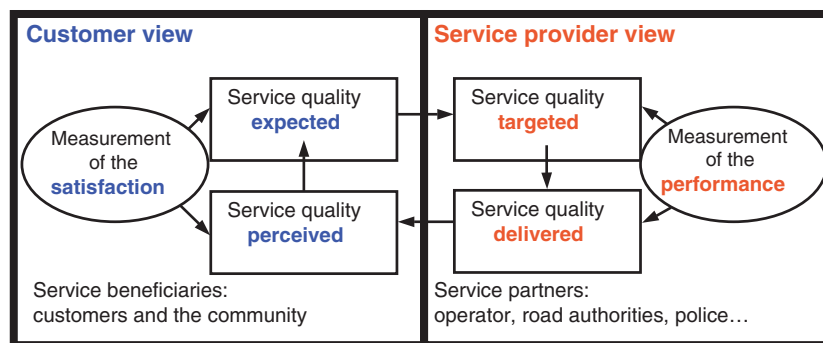 Customer view
Service quality
expected
Measurement
of the
satisfaction
Service quality
perceived
Service beneficiaries:
customers and the community
Service provider view
Service quality
targeted
Measurement
of the
performance
Service quality
delivered
Service partners:
operator, road authorities, police…